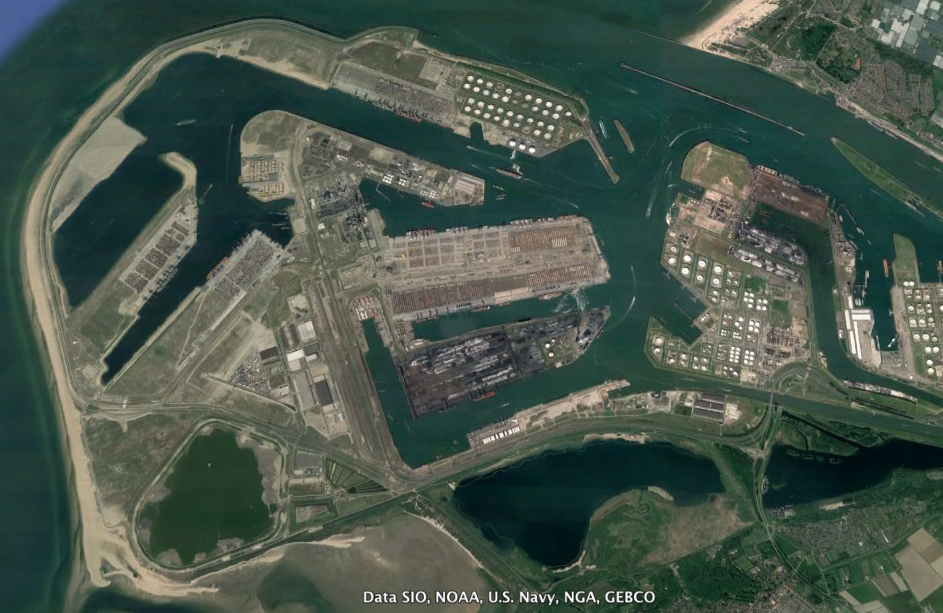 Data SIO, NOAA, U.S. Navy, NGA, GEBCO